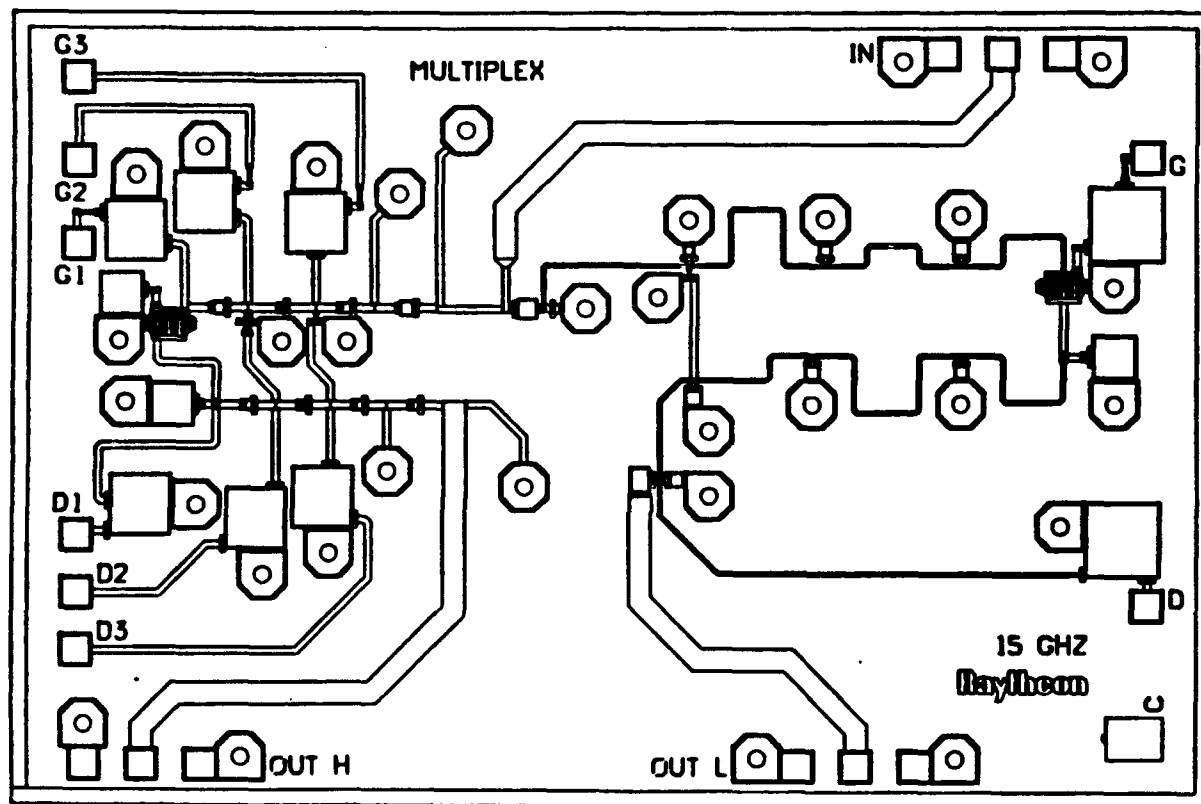 G3
MULTIPLEX
IN
G2
G
G1
D1
D2
D
D3
15 GHZ
Raytheon
C
OUT H
OUT L